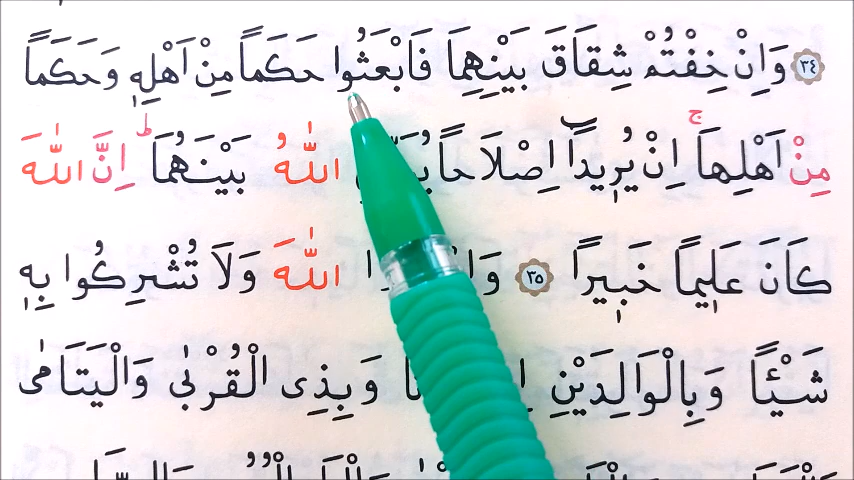 ﴿٣٤﴾ وَاِنْ خِفْتُمْ شِقَاقَ بَيْنِهِمَا فَابْعَثُوا حَكَمًا مِنْ اَهْلِهٖ وَحَكَمًا
مِنْ اَهْلِهَاۚ اِنْ يُرٖيدَٓا اِصْلَاحًا اللّٰهُ بَيْنَهُمَاؕ اِنَّ اللّٰهَ
كَانَ عَلٖيمًا خَبٖيرًا ﴿٣٥﴾ اللّٰهَ وَلَا تُشْرِكُوا بِهٖ
شَيْـًٔا وَبِالْوَالِدَيْنِ وَبِذِى الْقُرْبٰى وَالْيَتَامٰى